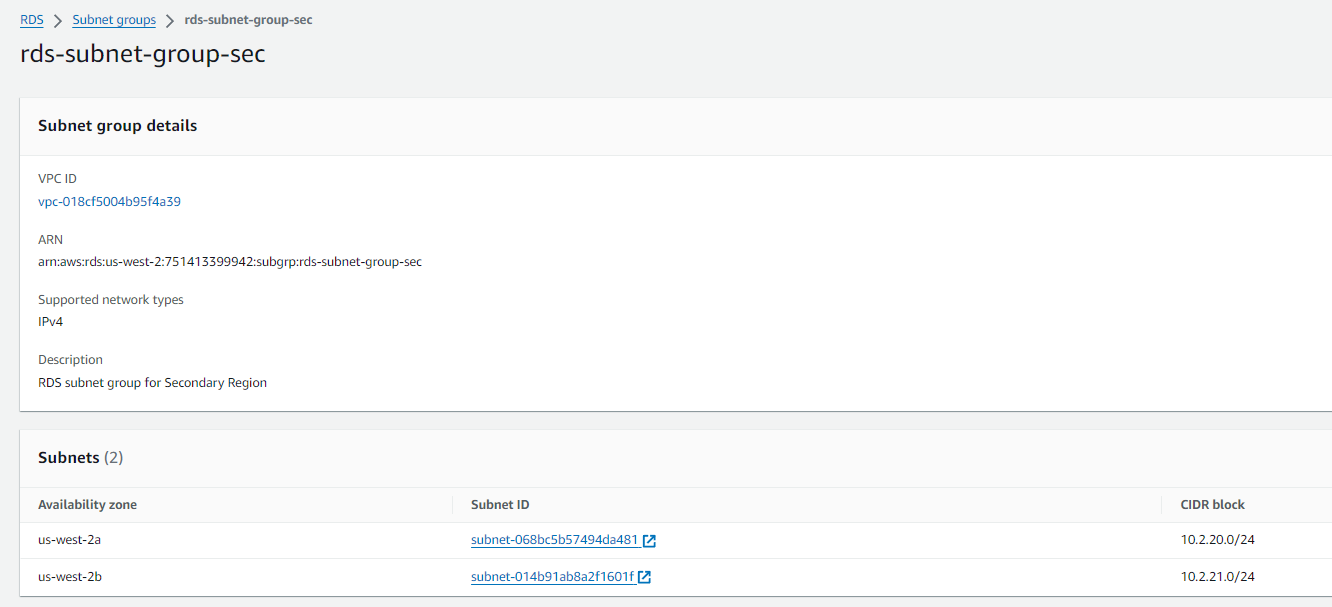 RDS > Subnet groups > rds-subnet-group-sec
rds-subnet-group-sec
Subnet group details
VPC ID
vpc-018cf5004b95f4a39
ARN
arn:aws:rds:us-west-2:751413399942:subgrp:rds-subnet-group-sec
Supported network types
IPv4
Description
RDS subnet group for Secondary Region
Subnets (2)
Availability zone Subnet ID CIDR block
us-west-2a subnet-068bc5b57494da481 10.2.20.0/24
us-west-2b subnet-014b91ab8a2f1601f 10.2.21.0/24